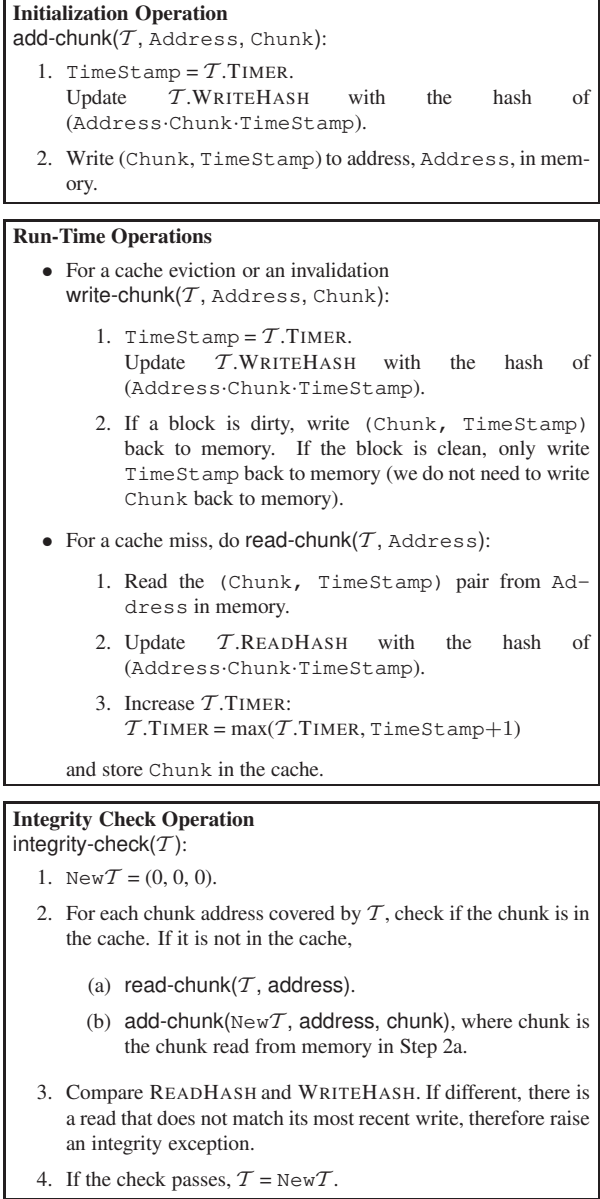 Initialization Operation
add-chunk(𝒯, Address, Chunk):
1. TimeStamp = 𝒯.TIMER.
Update 𝒯.WRITEHASH with the hash of
(Address·Chunk·TimeStamp).
2. Write (Chunk, TimeStamp) to address, Address, in mem-
ory.
Run-Time Operations
• For a cache eviction or an invalidation
write-chunk(𝒯, Address, Chunk):
1. TimeStamp = 𝒯.TIMER.
Update 𝒯.WRITEHASH with the hash of
(Address·Chunk·TimeStamp).
2. If a block is dirty, write (Chunk, TimeStamp)
back to memory. If the block is clean, only write
TimeStamp back to memory (we do not need to write
Chunk back to memory).
• For a cache miss, do read-chunk(𝒯, Address):
1. Read the (Chunk, TimeStamp) pair from Ad-
dress in memory.
2. Update 𝒯.READHASH with the hash of
(Address·Chunk·TimeStamp).
3. Increase 𝒯.TIMER:
𝒯.TIMER = max(𝒯.TIMER, TimeStamp+1)
and store Chunk in the cache.
Integrity Check Operation
integrity-check(𝒯):
1. New𝒯 = (0, 0, 0).
2. For each chunk address covered by 𝒯, check if the chunk is in
the cache. If it is not in the cache,
(a) read-chunk(𝒯, address).
(b) add-chunk(New𝒯, address, chunk), where chunk is
the chunk read from memory in Step 2a.
3. Compare READHASH and WRITEHASH. If different, there is
a read that does not match its most recent write, therefore raise
an integrity exception.
4. If the check passes, 𝒯 = New𝒯.